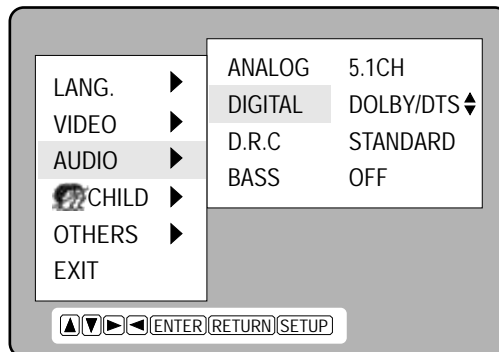 LANG.
VIDEO
AUDIO
CHILD
OTHERS
EXIT
ANALOG 5.1CH
DIGITAL DOLBY/DTS
D.R.C STANDARD
BASS OFF
ENTER RETURN SETUP